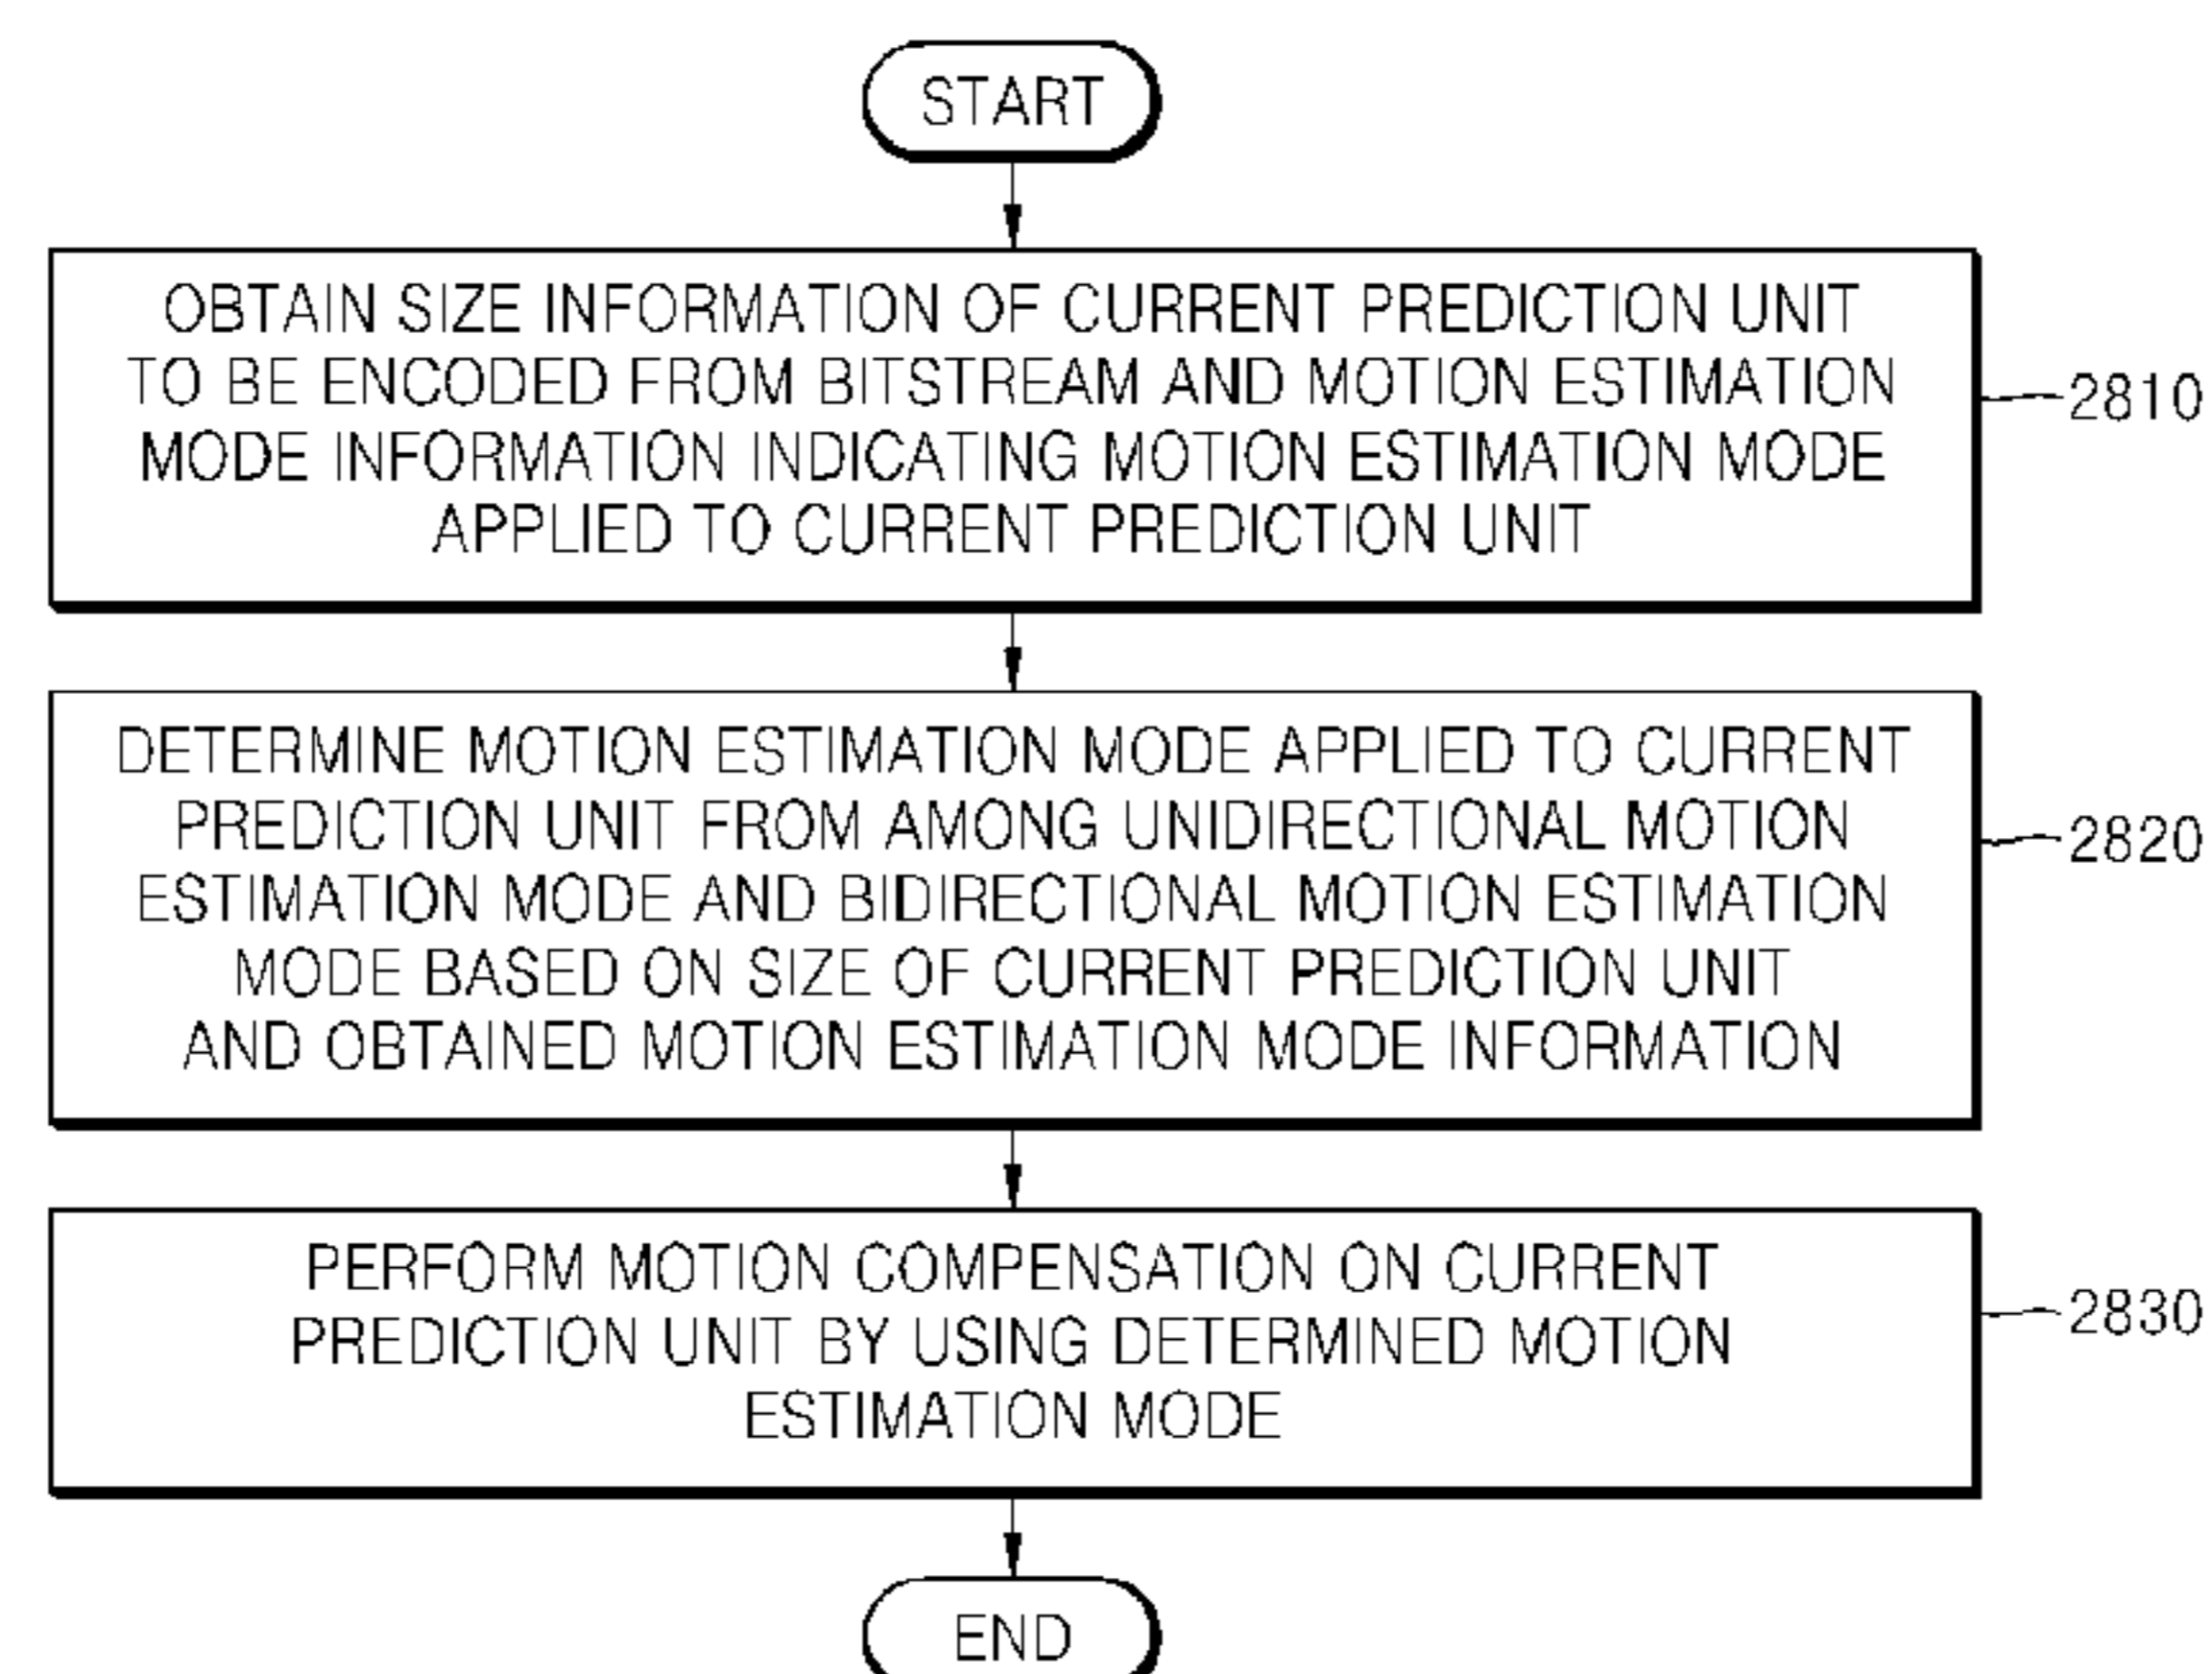 START
OBTAIN SIZE INFORMATION OF CURRENT PREDICTION UNIT
TO BE ENCODED FROM BITSTREAM AND MOTION ESTIMATION
MODE INFORMATION INDICATING MOTION ESTIMATION MODE
APPLIED TO CURRENT PREDICTION UNIT
2810
DETERMINE MOTION ESTIMATION MODE APPLIED TO CURRENT
PREDICTION UNIT FROM AMONG UNIDIRECTIONAL MOTION
ESTIMATION MODE AND BIDIRECTIONAL MOTION ESTIMATION
MODE BASED ON SIZE OF CURRENT PREDICTION UNIT
AND OBTAINED MOTION ESTIMATION MODE INFORMATION
2820
PERFORM MOTION COMPENSATION ON CURRENT
PREDICTION UNIT BY USING DETERMINED MOTION
ESTIMATION MODE
2830
END